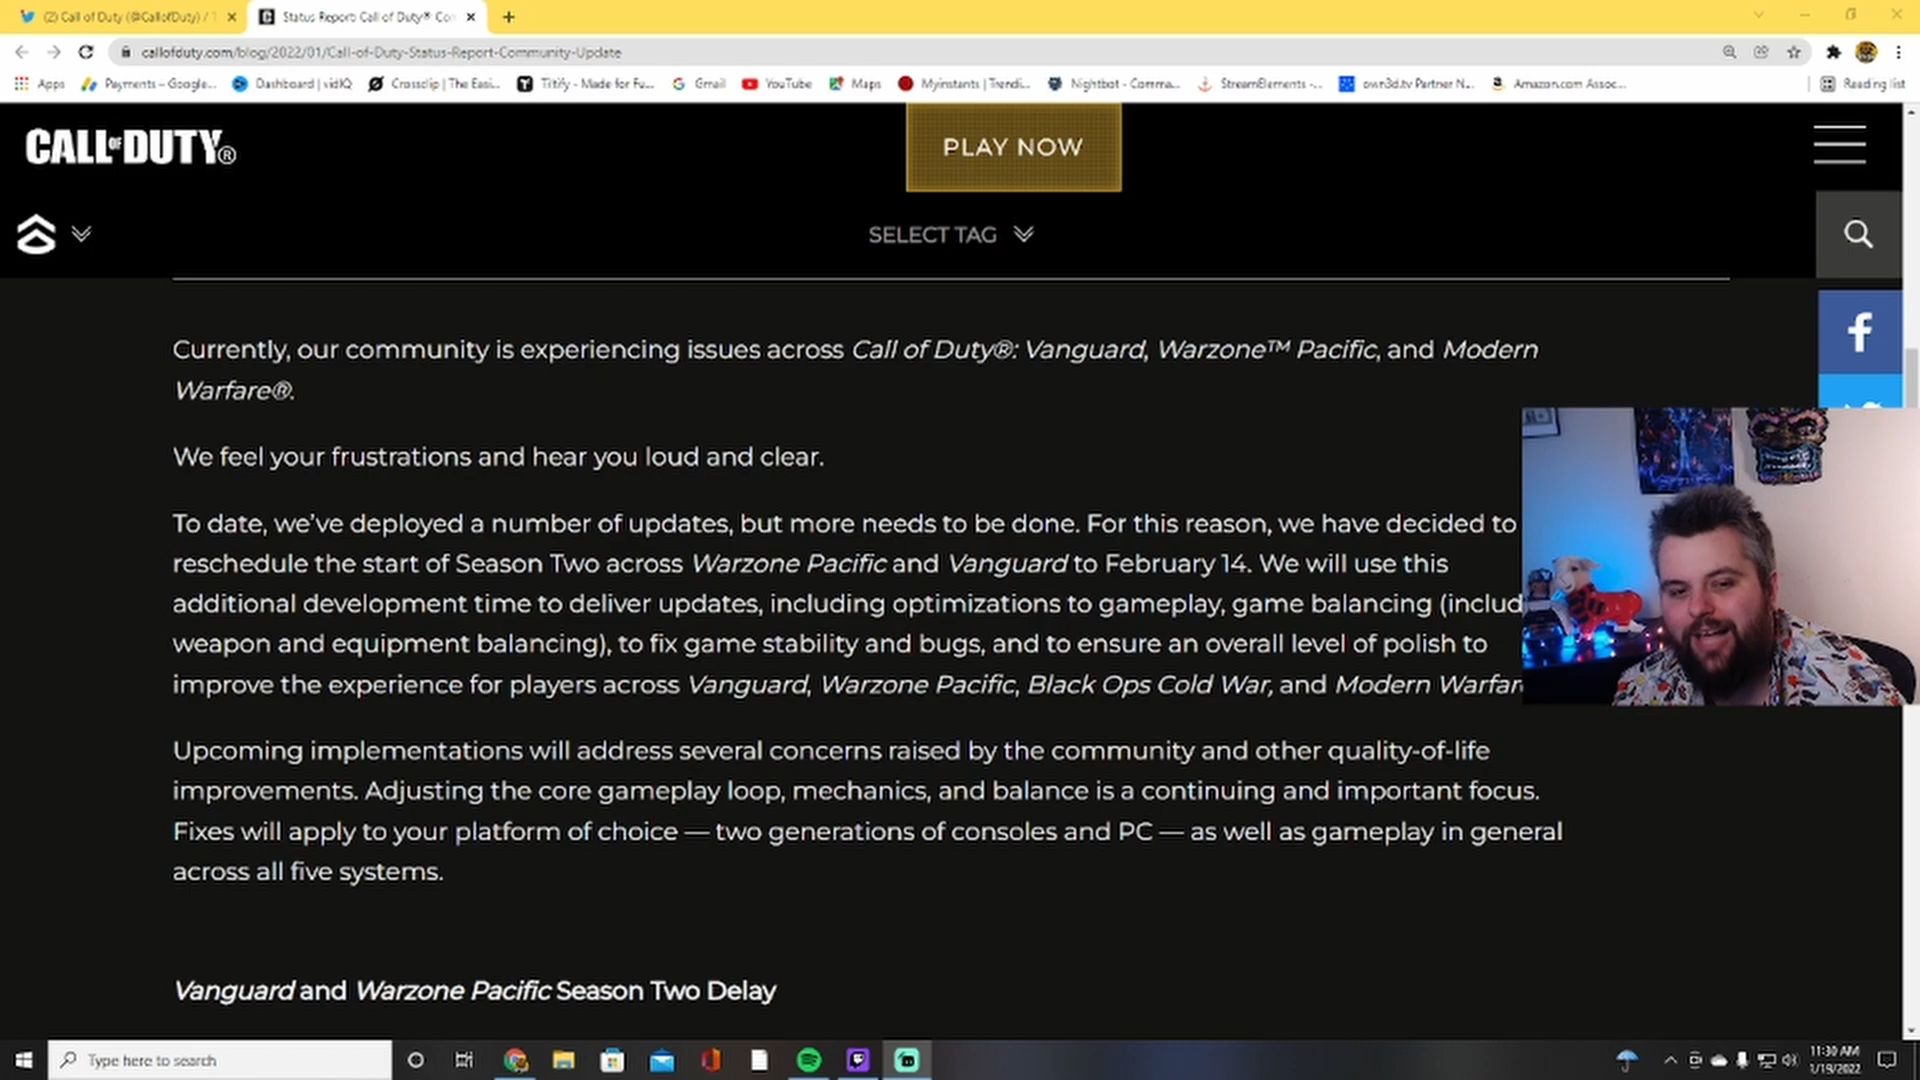 (2) Call of Duty (@CallofDuty) / T
Status Report: Call of Duty® Co
callofduty.com/blog/2022/01/Call-of-Duty-Status-Report-Community-Update
Apps Payments – Google... Dashboard | vidIQ Crossclip | The Easi... Titify - Made for Fu... Gmail YouTube Maps Myinstants | Trendi... Nightbot - Comma... StreamElements -... own3d.tv Partner N... Amazon.com Assoc... Reading list
CALL OF DUTY®
PLAY NOW
SELECT TAG
Currently, our community is experiencing issues across Call of Duty®: Vanguard, Warzone™ Pacific, and Modern
Warfare®.
We feel your frustrations and hear you loud and clear.
To date, we’ve deployed a number of updates, but more needs to be done. For this reason, we have decided to
reschedule the start of Season Two across Warzone Pacific and Vanguard to February 14. We will use this
additional development time to deliver updates, including optimizations to gameplay, game balancing (includ
weapon and equipment balancing), to fix game stability and bugs, and to ensure an overall level of polish to
improve the experience for players across Vanguard, Warzone Pacific, Black Ops Cold War, and Modern Warfar
Upcoming implementations will address several concerns raised by the community and other quality-of-life
improvements. Adjusting the core gameplay loop, mechanics, and balance is a continuing and important focus.
Fixes will apply to your platform of choice — two generations of consoles and PC — as well as gameplay in general
across all five systems.
Vanguard and Warzone Pacific Season Two Delay
Type here to search
11:30 AM
1/19/2022